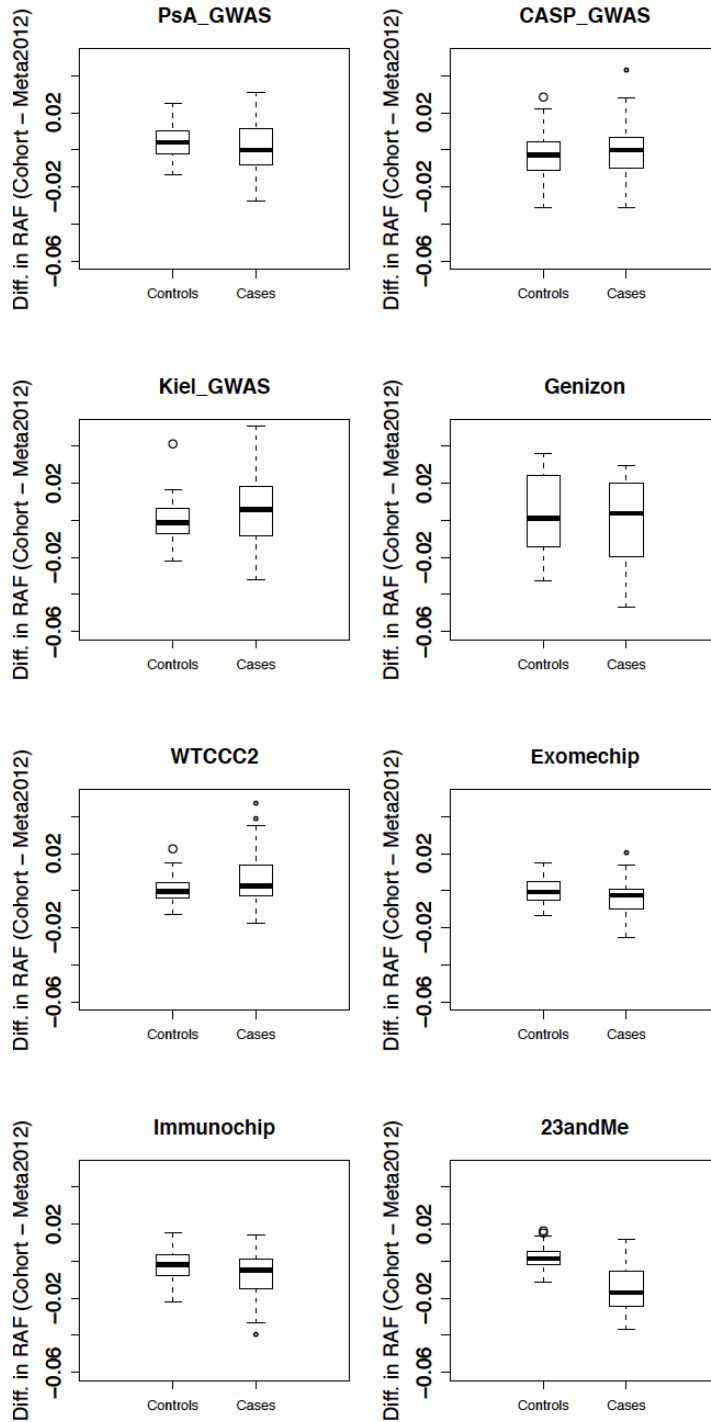 PsA_GWAS
Diff. in RAF (Cohort − Meta2012)
0.02
−0.02
−0.06
Controls Cases
CASP_GWAS
Diff. in RAF (Cohort − Meta2012)
0.02
−0.02
−0.06
Controls Cases
Kiel_GWAS
Diff. in RAF (Cohort − Meta2012)
0.02
−0.02
−0.06
Controls Cases
Genizon
Diff. in RAF (Cohort − Meta2012)
0.02
−0.02
−0.06
Controls Cases
WTCCC2
Diff. in RAF (Cohort − Meta2012)
0.02
−0.02
−0.06
Controls Cases
Exomechip
Diff. in RAF (Cohort − Meta2012)
0.02
−0.02
−0.06
Controls Cases
Immunochip
Diff. in RAF (Cohort − Meta2012)
0.02
−0.02
−0.06
Controls Cases
23andMe
Diff. in RAF (Cohort − Meta2012)
0.02
−0.02
−0.06
Controls Cases